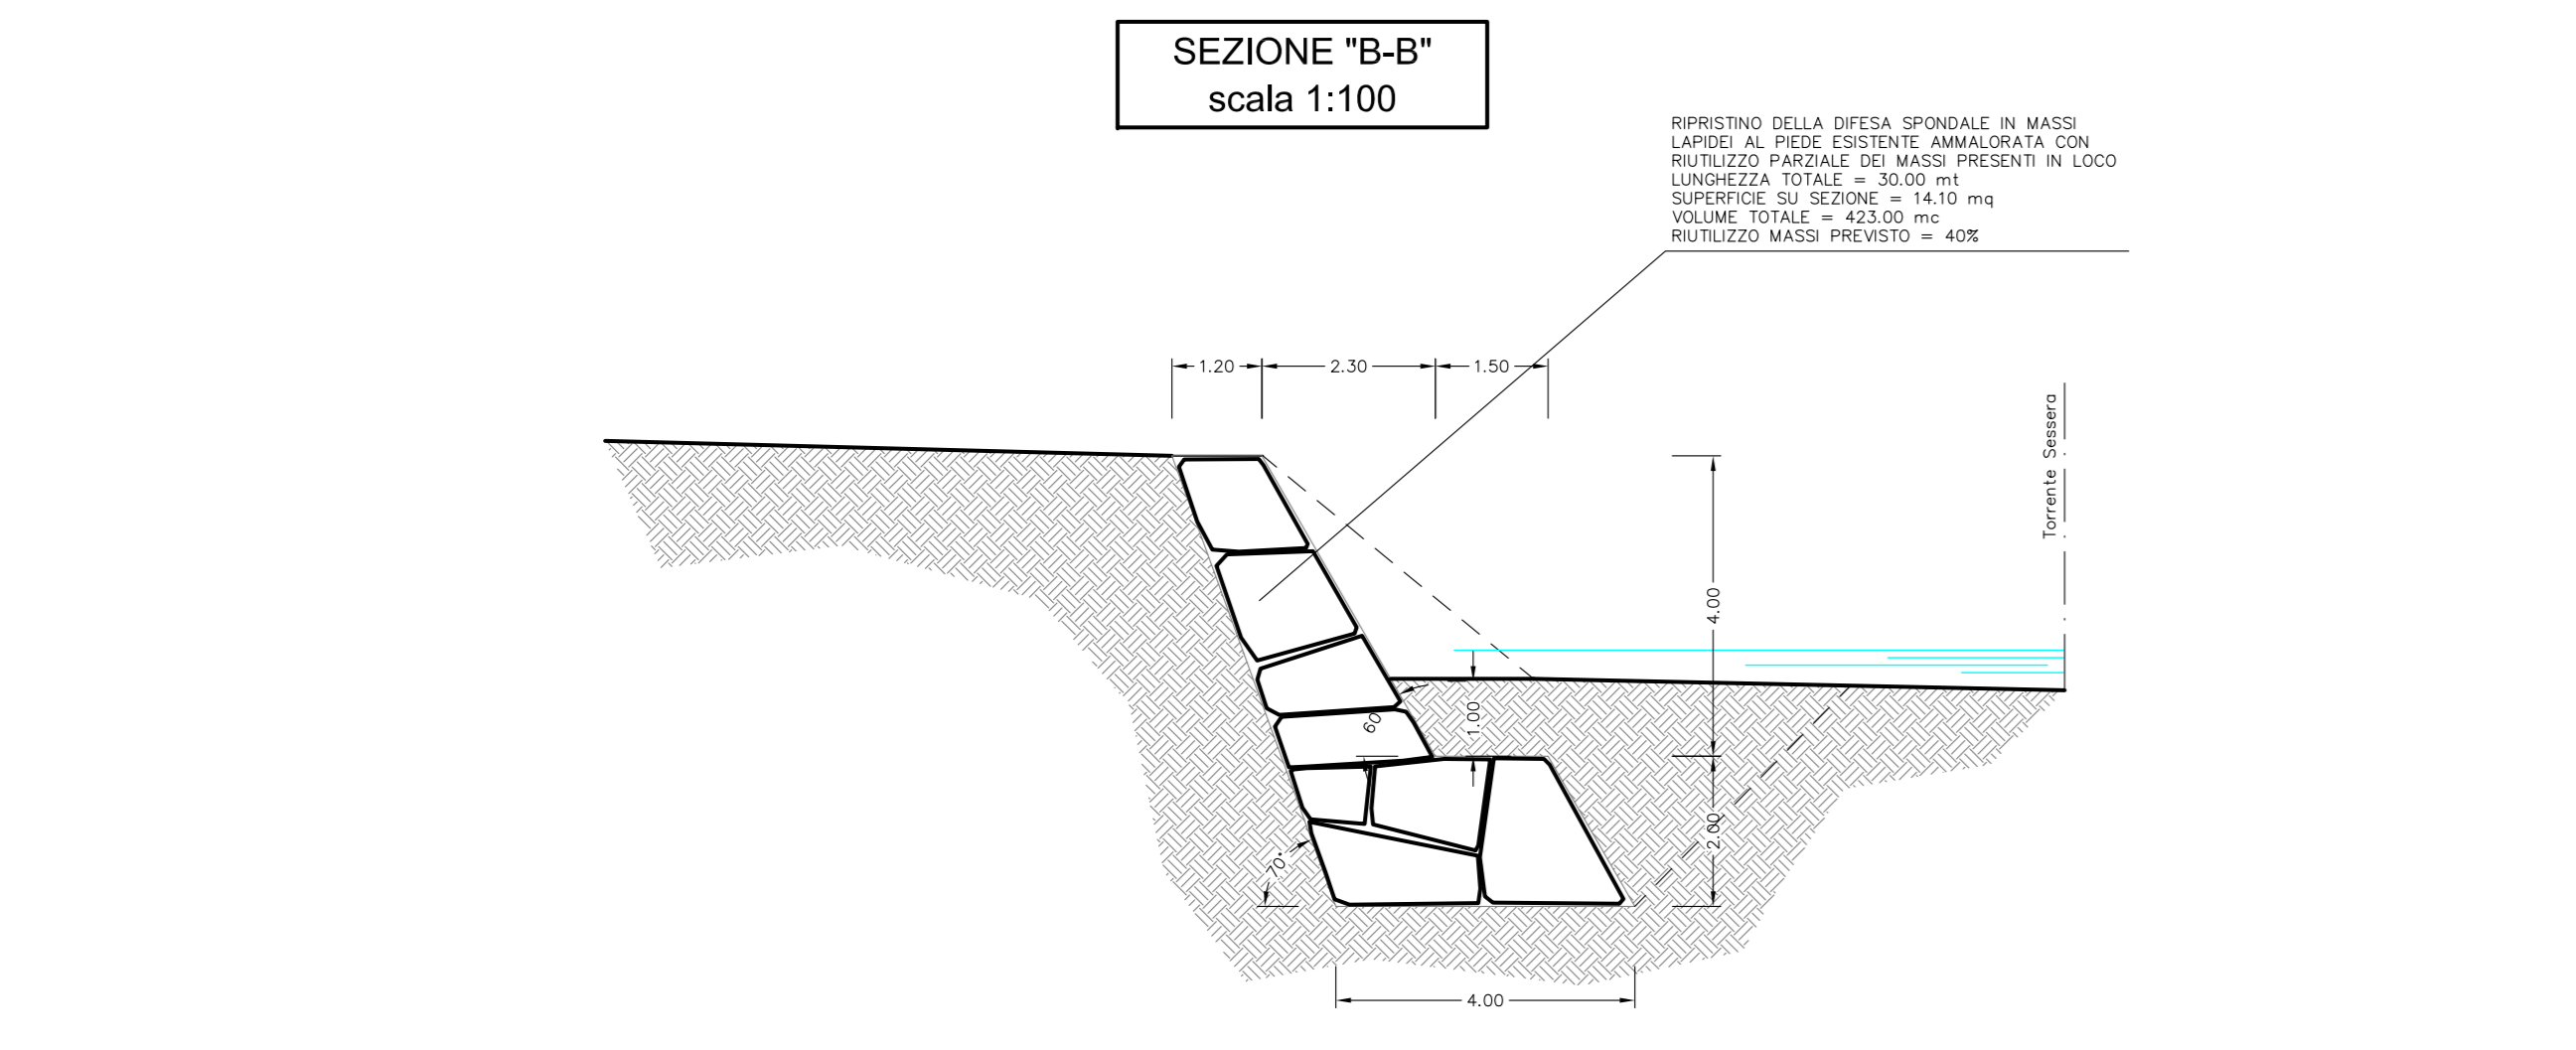 SEZIONE "B-B"
scala 1:100
RIPRISTINO DELLA DIFESA SPONDALE IN MASSI
LAPIDEI AL PIEDE ESISTENTE AMMALORATA CON
RIUTILIZZO PARZIALE DEI MASSI PRESENTI IN LOCO
LUNGHEZZA TOTALE = 30.00 mt
SUPERFICIE SU SEZIONE = 14.10 mq
VOLUME TOTALE = 423.00 mc
RIUTILIZZO MASSI PREVISTO = 40%
1.20
2.30
1.50
Torrente Sessera
4.00
60
1.00
2.00
70°
4.00